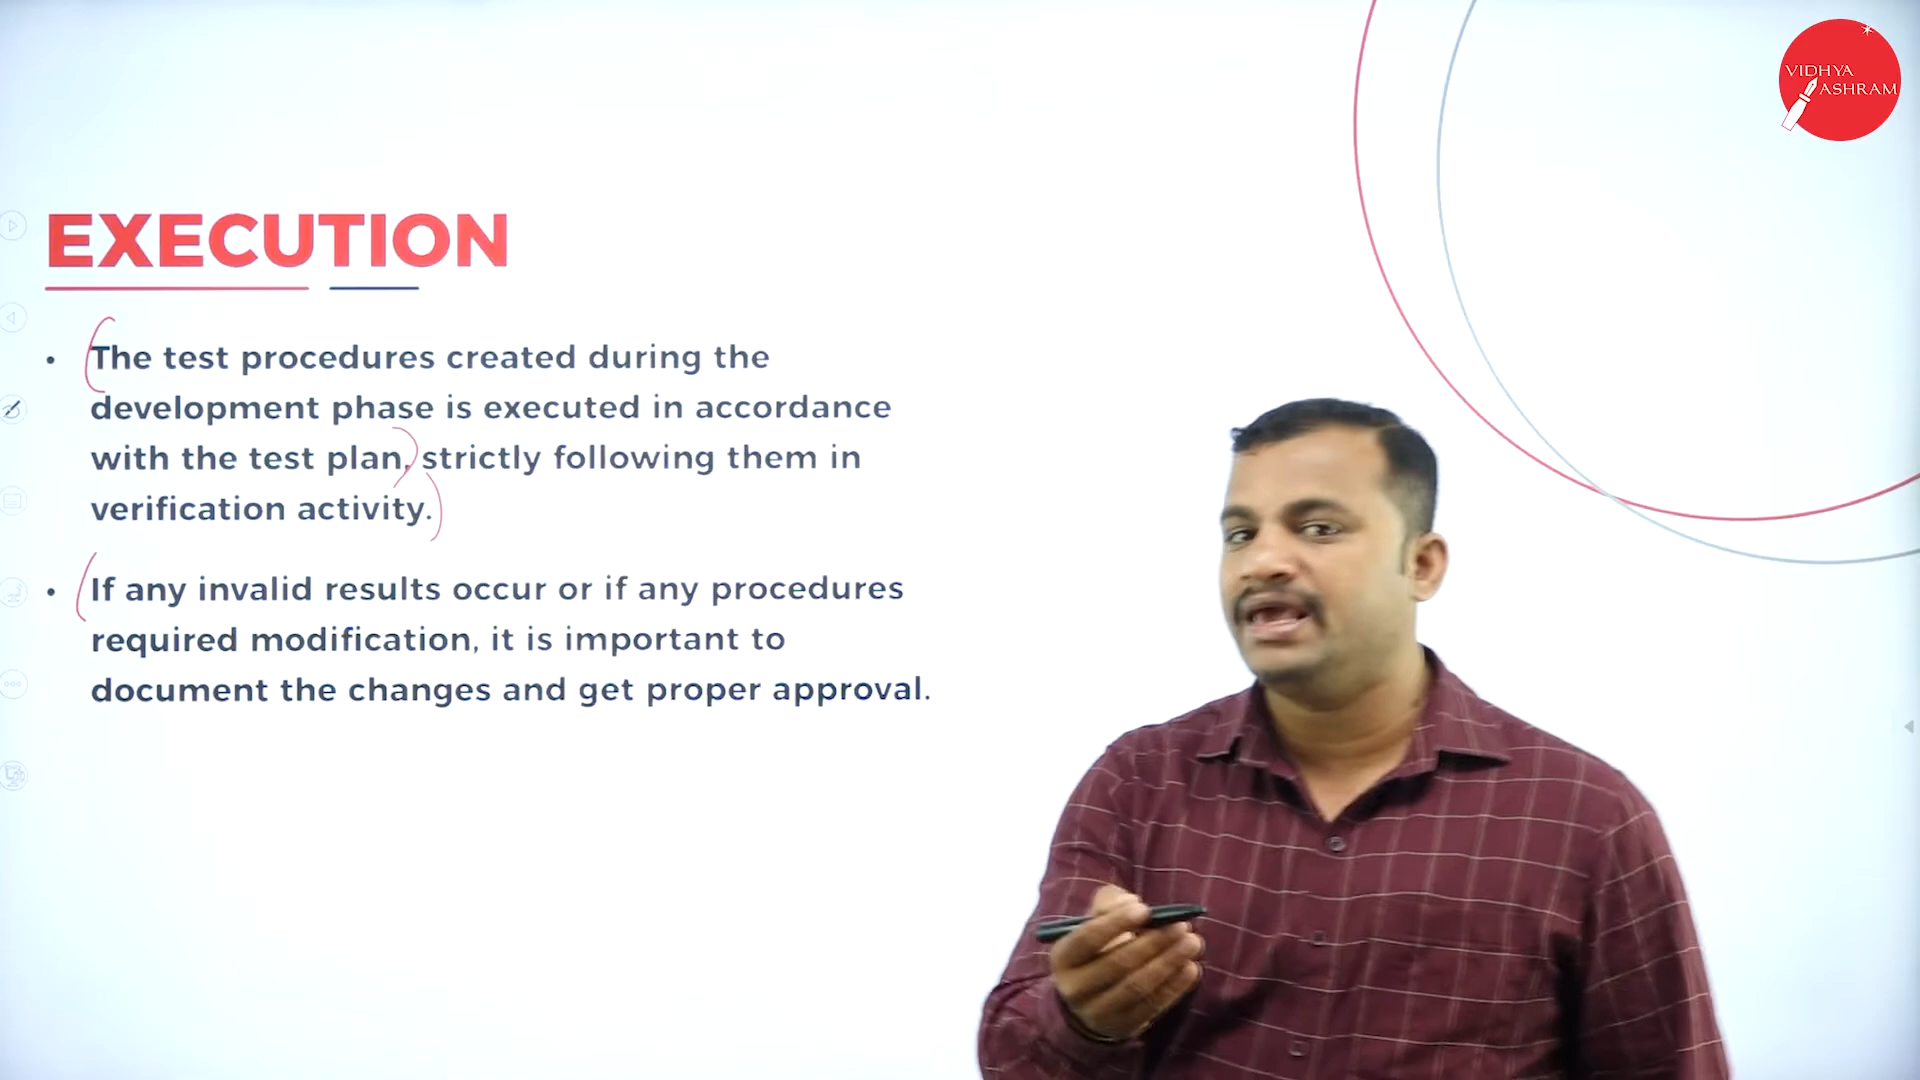 VIDHYA
ASHRAM
EXECUTION
• The test procedures created during the
development phase is executed in accordance
with the test plan, strictly following them in
verification activity.
• If any invalid results occur or if any procedures
required modification, it is important to
document the changes and get proper approval.